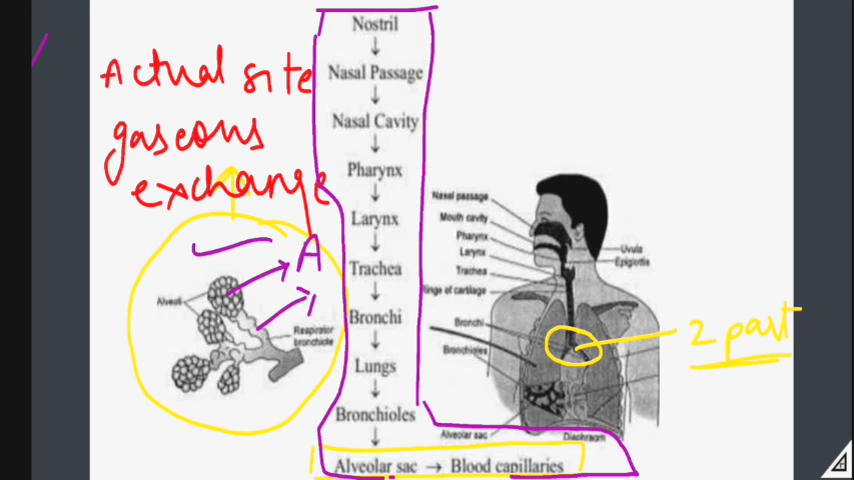 Nostril
Nasal Passage
Nasal Cavity
Pharynx
Larynx
Trachea
Bronchi
Lungs
Bronchioles
Alveolar sac → Blood capillaries
Actual site
gaseous
exchange
A
Alveoli
Respirator
bronchiole
Nasal passage
Mouth cavity
Pharynx
Larynx
Trachea
Ringe of cartilage
Bronchi
Bronchioles
Alveolar sac
Uvula
Epiglottis
Diaphragm
2 part